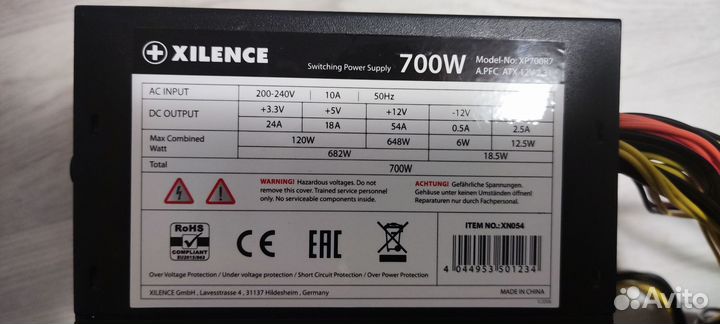 XILENCE
Switching Power Supply 700W Model-No: XP700R7
A.PFC, ATX 12V 2.3.1
AC INPUT 200-240V 10A 50Hz
DC OUTPUT +3.3V +5V +12V -12V
24A 18A 54A 0.5A 2.5A
Max Combined Watt 120W 648W 6W 12.5W
682W 18.5W
Total 700W
WARNING! Hazardous voltages. Do not
remove this cover. Trained service personnel
only. No serviceable components inside.
ACHTUNG! Gefährliche Spannungen.
Gehäuse unter keinen Umständen öffnen!
Reparaturen nur durch Fachpersonal.
RoHS
COMPLIANT
EU2015/863
CE
EAC
ITEM NO.: XN054
4 044953 501234
Over Voltage Protection / Under Voltage Protection / Short Circuit Protection / Over Power Protection
XILENCE GmbH , Lavesstrasse 4 , 31137 Hildesheim , Germany
MADE IN CHINA
Avito